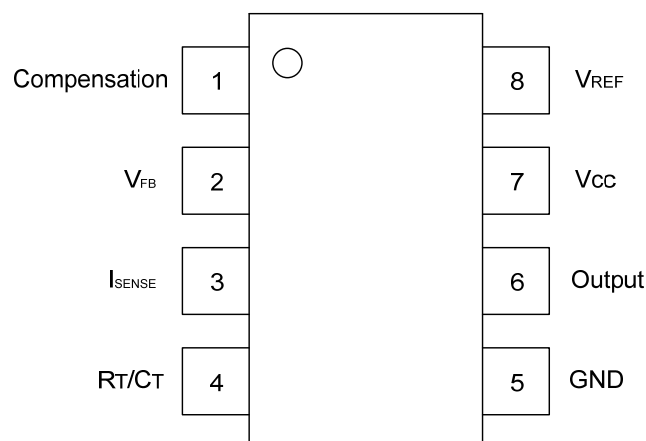 Compensation 1 8 VREF
VFB 2 7 Vcc
ISENSE 3 6 Output
RT/CT 4 5 GND